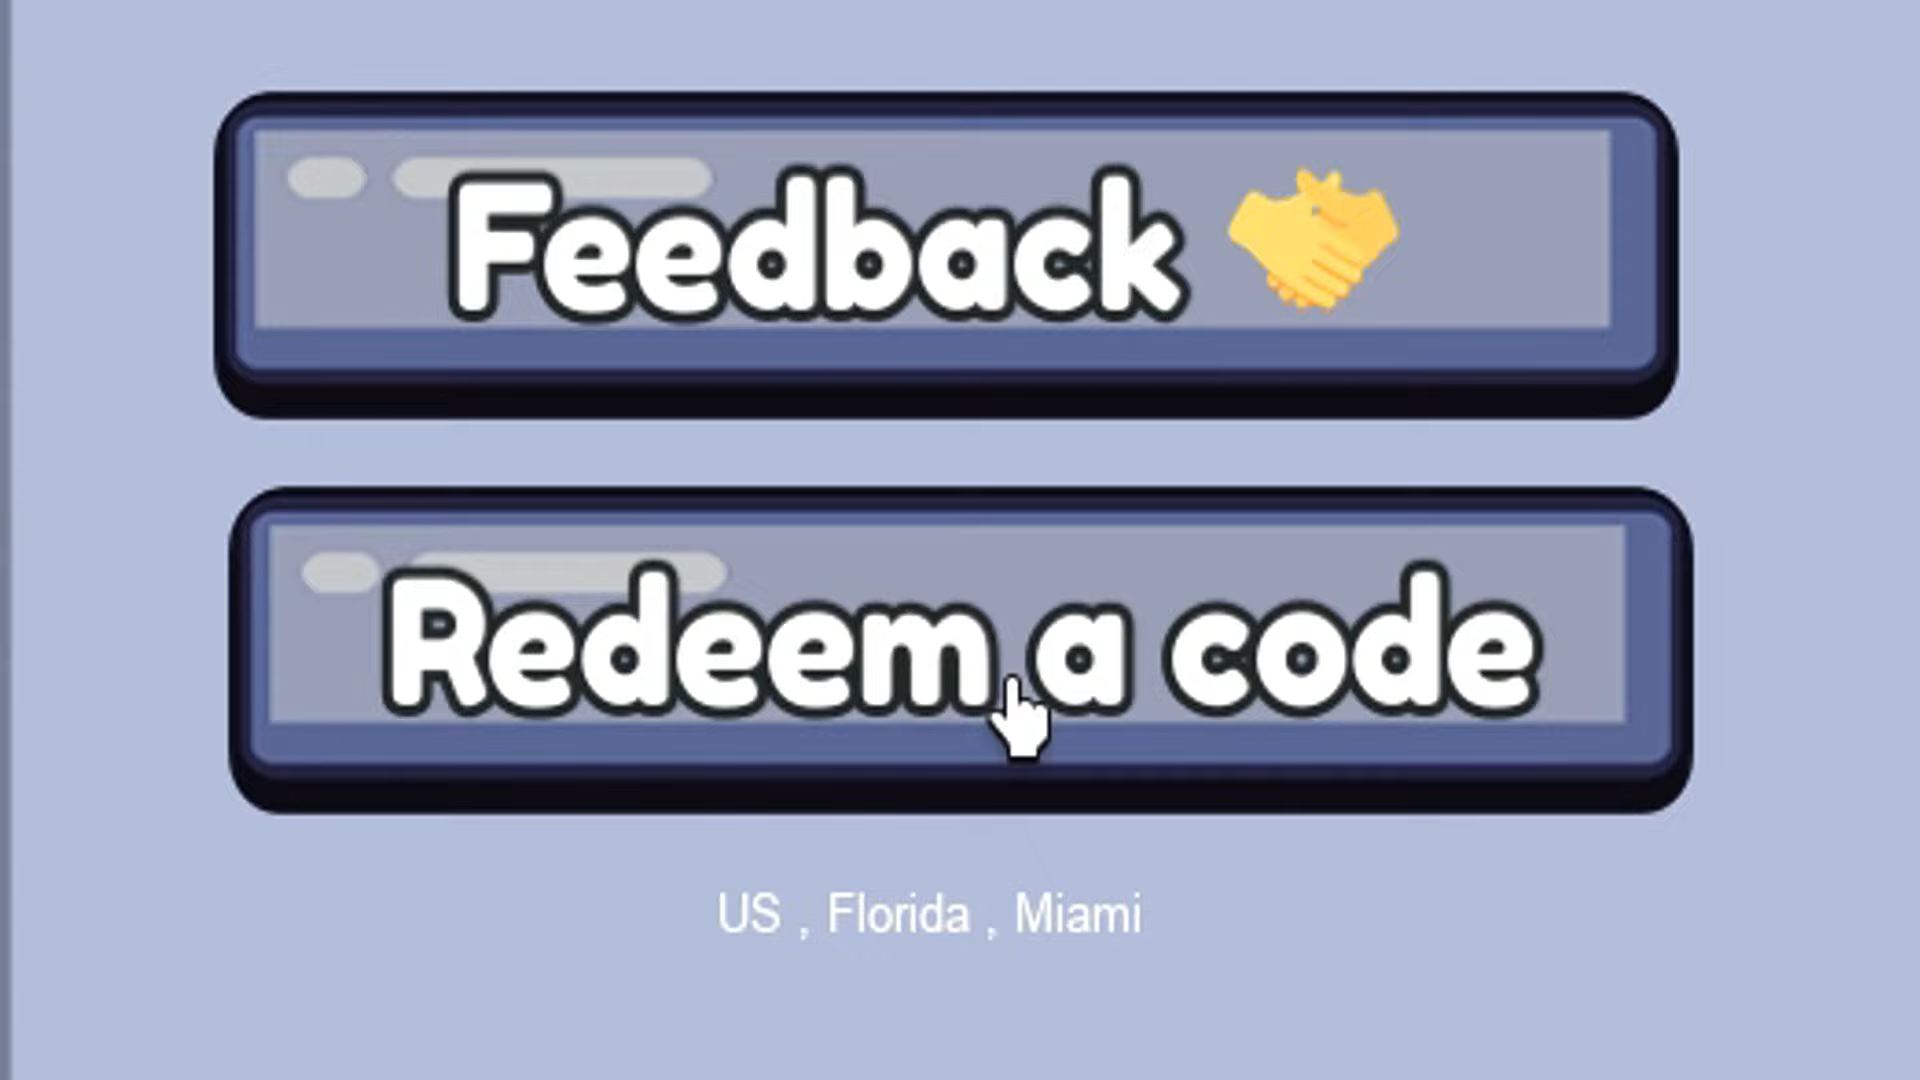 Feedback 🤝
Redeem a code
US , Florida , Miami